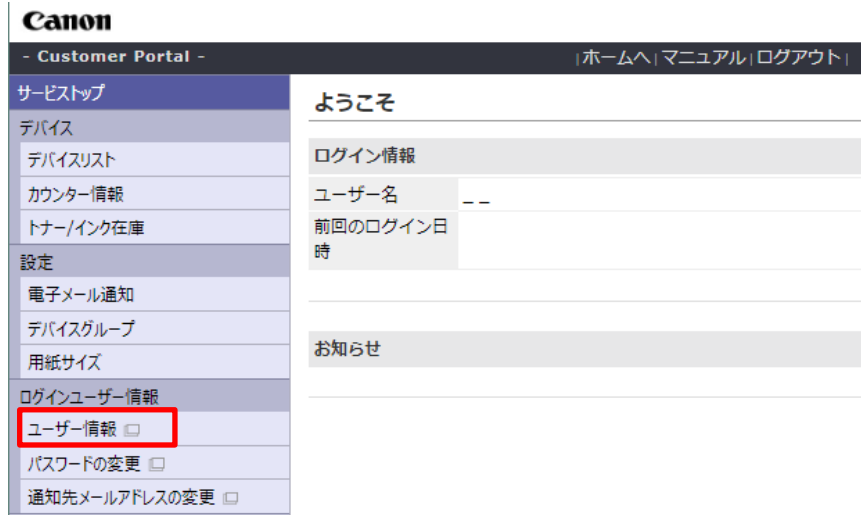 Canon
- Customer Portal -
|ホームへ|マニュアル|ログアウト|
サービストップ
デバイス
デバイスリスト
カウンター情報
トナー/インク在庫
設定
電子メール通知
デバイスグループ
用紙サイズ
ログインユーザー情報
ユーザー情報
パスワードの変更
通知先メールアドレスの変更
ようこそ
ログイン情報
ユーザー名 _ _
前回のログイン日
時
お知らせ